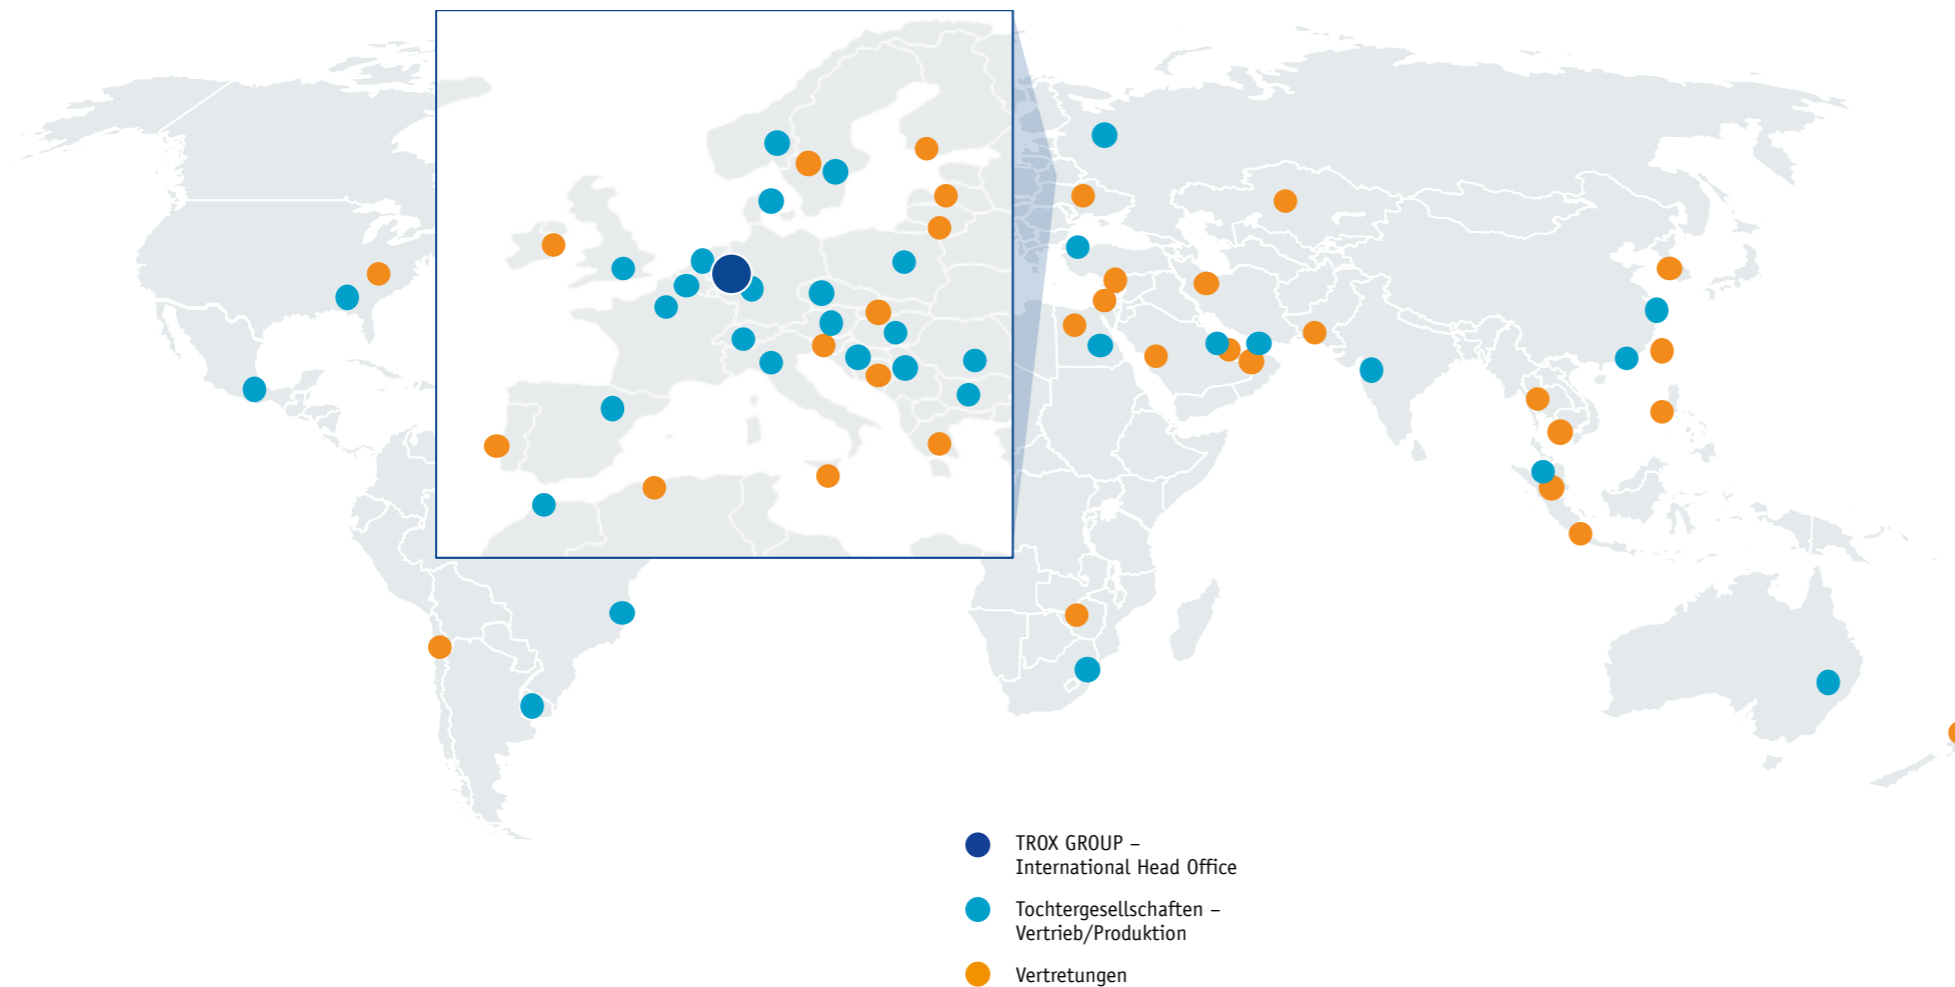 TROX GROUP –
International Head Office
Tochtergesellschaften –
Vertrieb/Produktion
Vertretungen